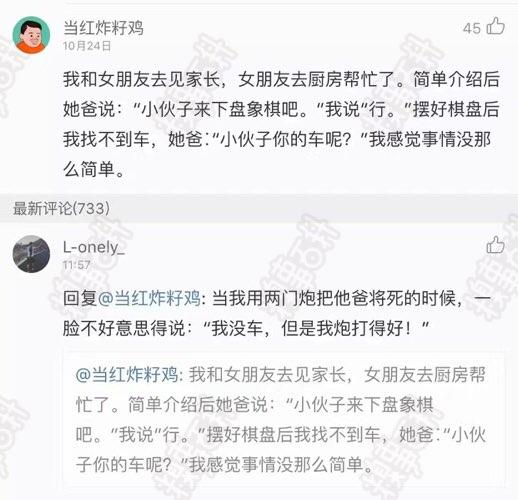 当红炸籽鸡
45
10月24日
我和女朋友去见家长，女朋友去厨房帮忙了。简单介绍后
她爸说：“小伙子来下盘象棋吧。”我说“行。”摆好棋盘后
我找不到车，她爸：“小伙子你的车呢？”我感觉事情没那
么简单。
最新评论(733)
L-onely_
11:57
回复@当红炸籽鸡: 当我用两门炮把他爸将死的时候，一
脸不好意思得说：“我没车，但是我炮打得好！”
@当红炸籽鸡: 我和女朋友去见家长，女朋友去厨房帮
忙了。简单介绍后她爸说：“小伙子来下盘象棋
吧。”我说“行。”摆好棋盘后我找不到车，她爸：“小伙
子你的车呢？”我感觉事情没那么简单。